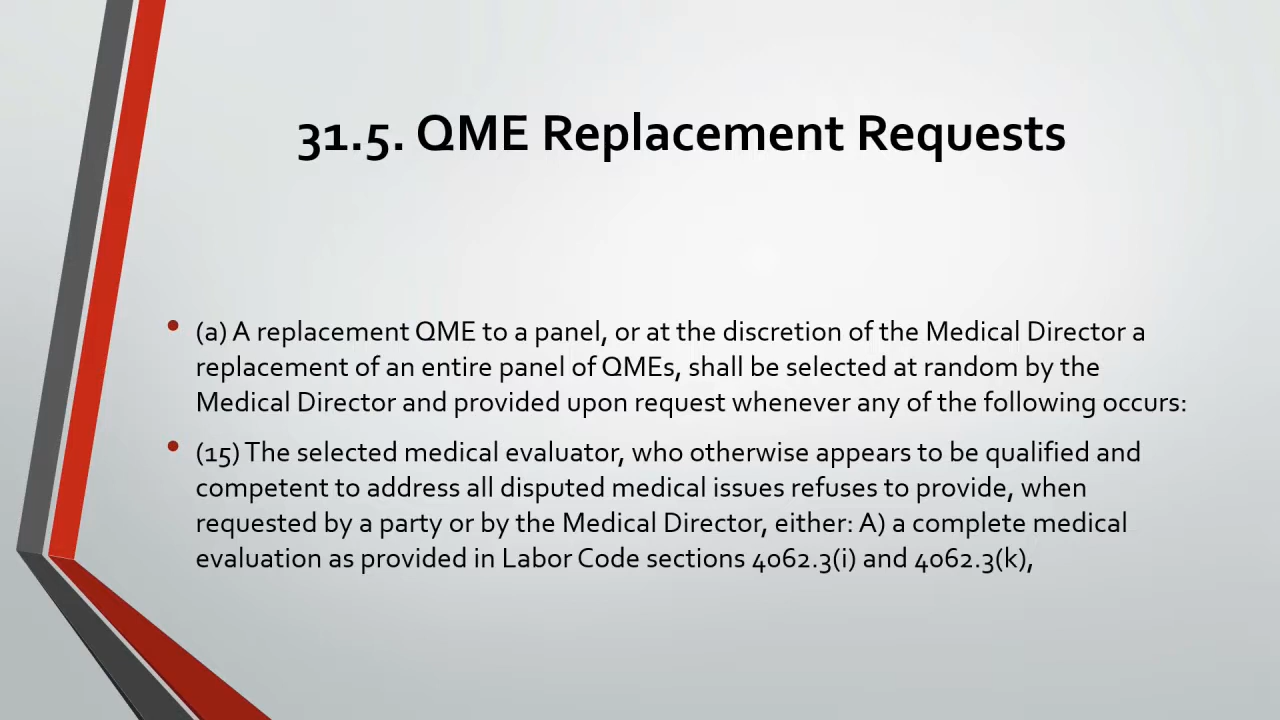 31.5. QME Replacement Requests
• (a) A replacement QME to a panel, or at the discretion of the Medical Director a
replacement of an entire panel of QMEs, shall be selected at random by the
Medical Director and provided upon request whenever any of the following occurs:
• (15) The selected medical evaluator, who otherwise appears to be qualified and
competent to address all disputed medical issues refuses to provide, when
requested by a party or by the Medical Director, either: A) a complete medical
evaluation as provided in Labor Code sections 4062.3(i) and 4062.3(k),